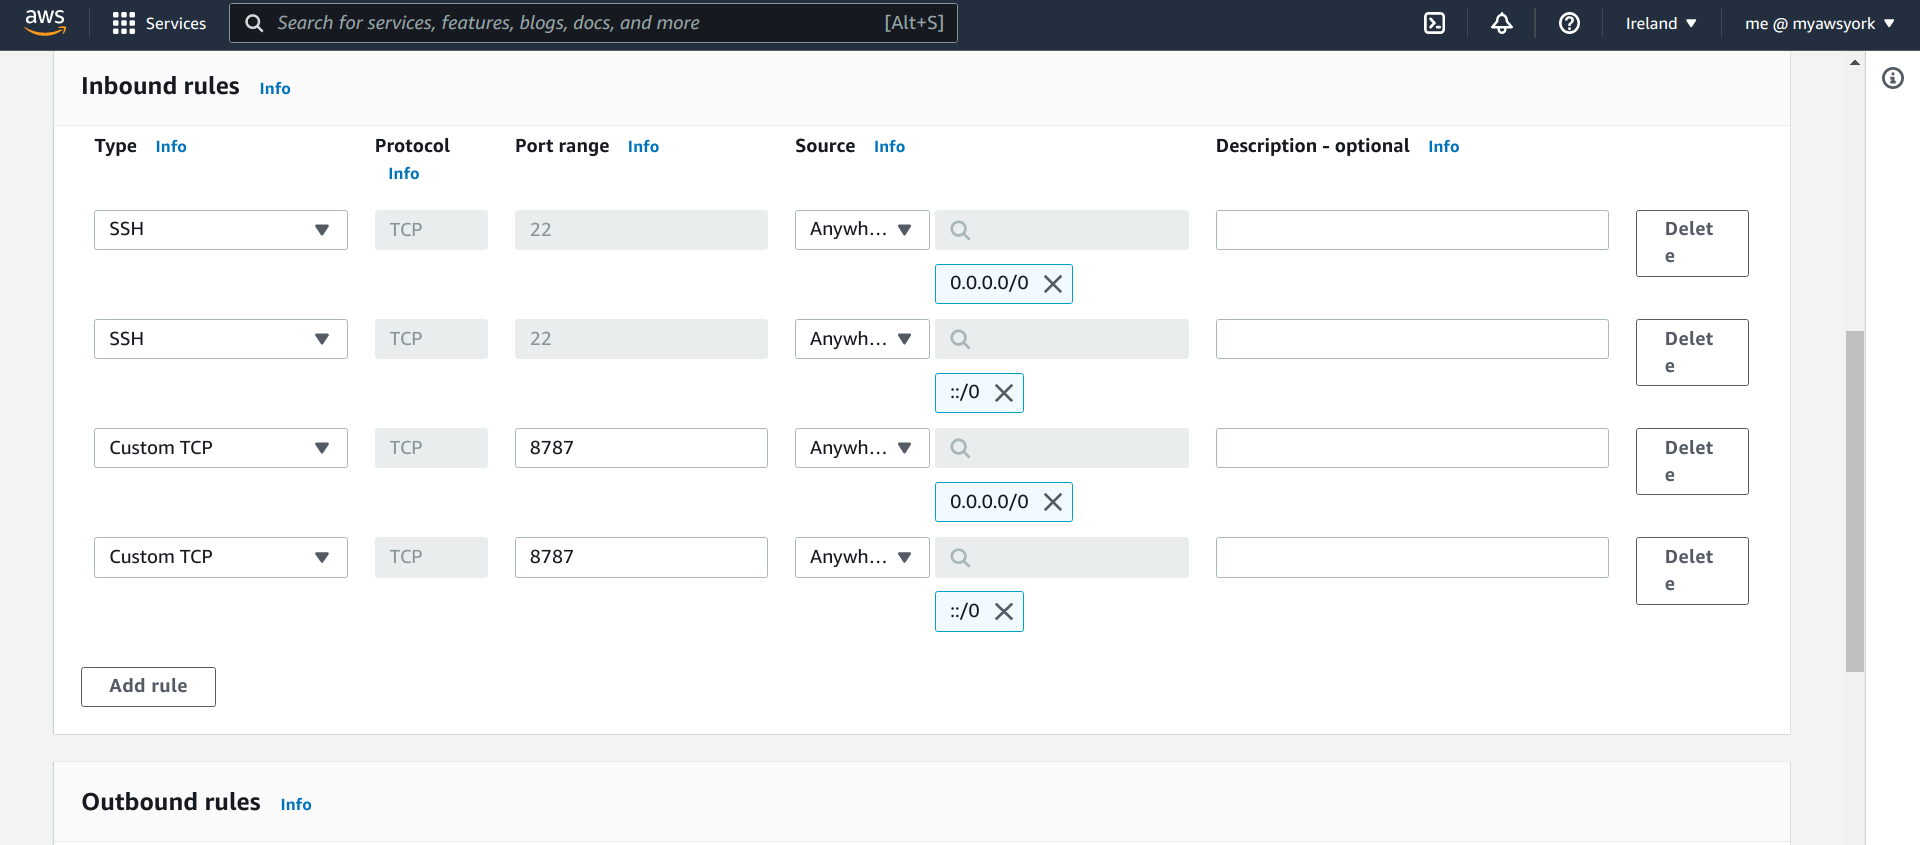 aws Services Search for services, features, blogs, docs, and more [Alt+S] Ireland me @ myawsyork
Inbound rules Info
Type Info Protocol Info Port range Info Source Info Description - optional Info
SSH TCP 22 Anywh... Delete
0.0.0.0/0
SSH TCP 22 Anywh... Delete
::/0
Custom TCP TCP 8787 Anywh... Delete
0.0.0.0/0
Custom TCP TCP 8787 Anywh... Delete
::/0
Add rule
Outbound rules Info